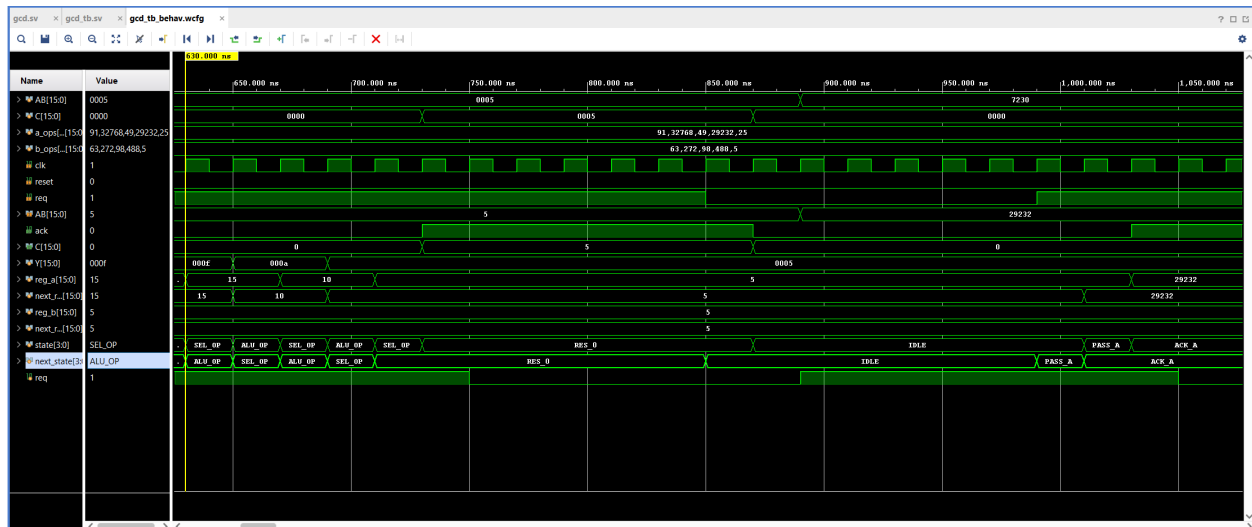 gcd.sv × gcd_tb.sv × gcd_tb_behav.wcfg ×
630.000 ns
Name Value
650.000 ns 700.000 ns 750.000 ns 800.000 ns 850.000 ns 900.000 ns 950.000 ns 1,000.000 ns 1,050.000 ns
AB[15:0] 0005 0005 7230
C[15:0] 0000 0000 0005 0000
a_ops[...[15:0 91,32768,49,29232,25 91,32768,49,29232,25
b_ops[...[15:0 63,272,98,488,5 63,272,98,488,5
clk 1
reset 0
req 1
AB[15:0] 5 5 29232
ack 0
C[15:0] 0 0 5 0
Y[15:0] 000f 000f 000a 0005
reg_a[15:0] 15 . 15 10 5 29232
next_r...[15:0] 15 15 10 5 29232
reg_b[15:0] 5 5
next_r...[15:0] 5 5
state[3:0] SEL_OP . SEL_OP ALU_OP SEL_OP ALU_OP SEL_OP RES_0 IDLE PASS_A ACK_A
next_state[3: ALU_OP . ALU_OP SEL_OP ALU_OP SEL_OP RES_0 IDLE PASS_A ACK_A
req 1